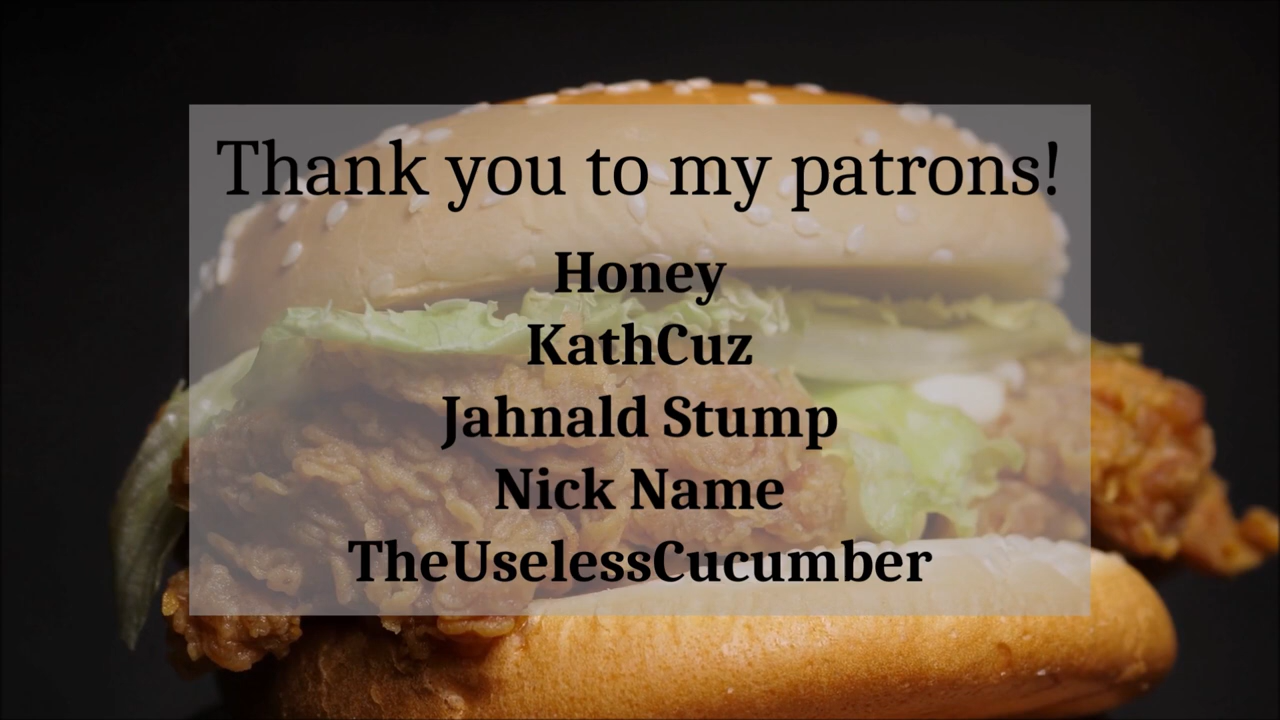 Thank you to my patrons!
Honey
KathCuz
Jahnald Stump
Nick Name
TheUselessCucumber